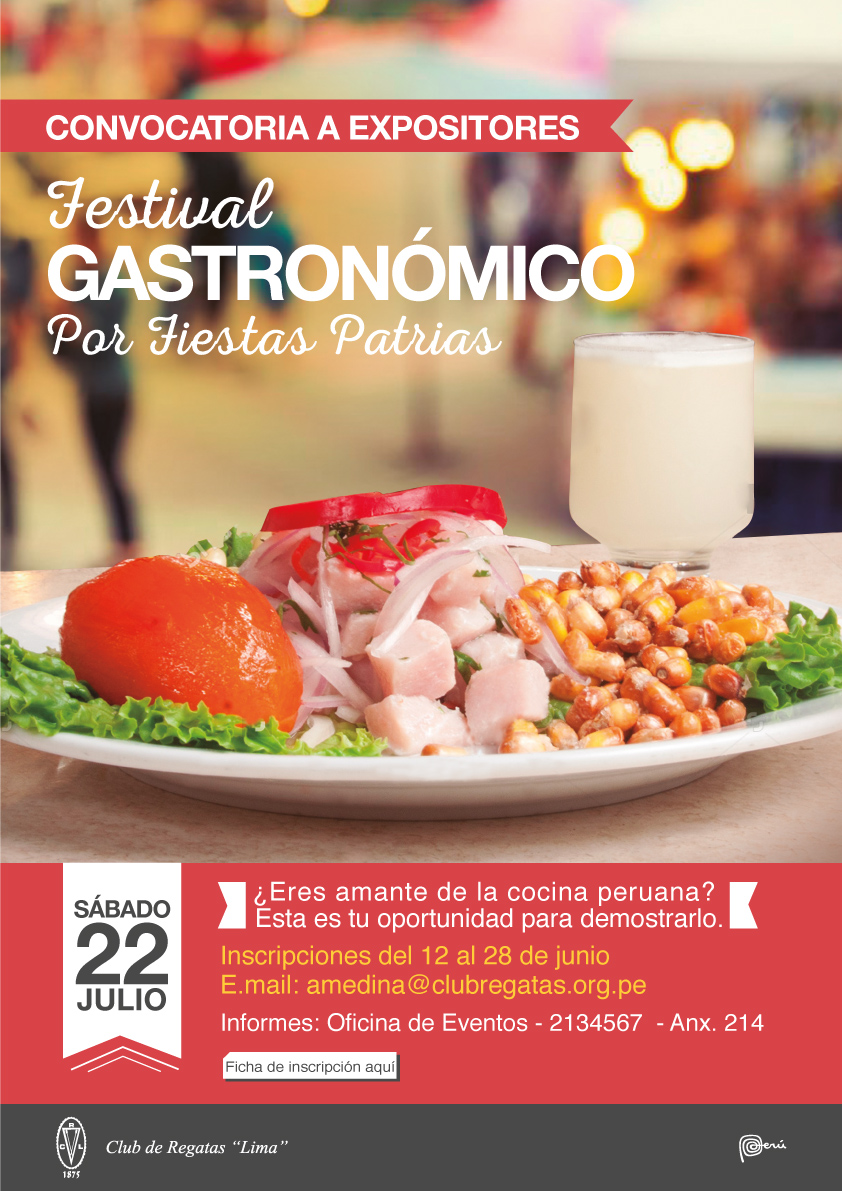 CONVOCATORIA A EXPOSITORES
Festival
GASTRONÓMICO
Por Fiestas Patrias
SÁBADO
22
JULIO
¿Eres amante de la cocina peruana?
Esta es tu oportunidad para demostrarlo.
Inscripciones del 12 al 28 de junio
E.mail: amedina@clubregatas.org.pe
Informes: Oficina de Eventos - 2134567 - Anx. 214
Ficha de inscripción aquí
R
C L
1875
Club de Regatas “Lima”
Perú